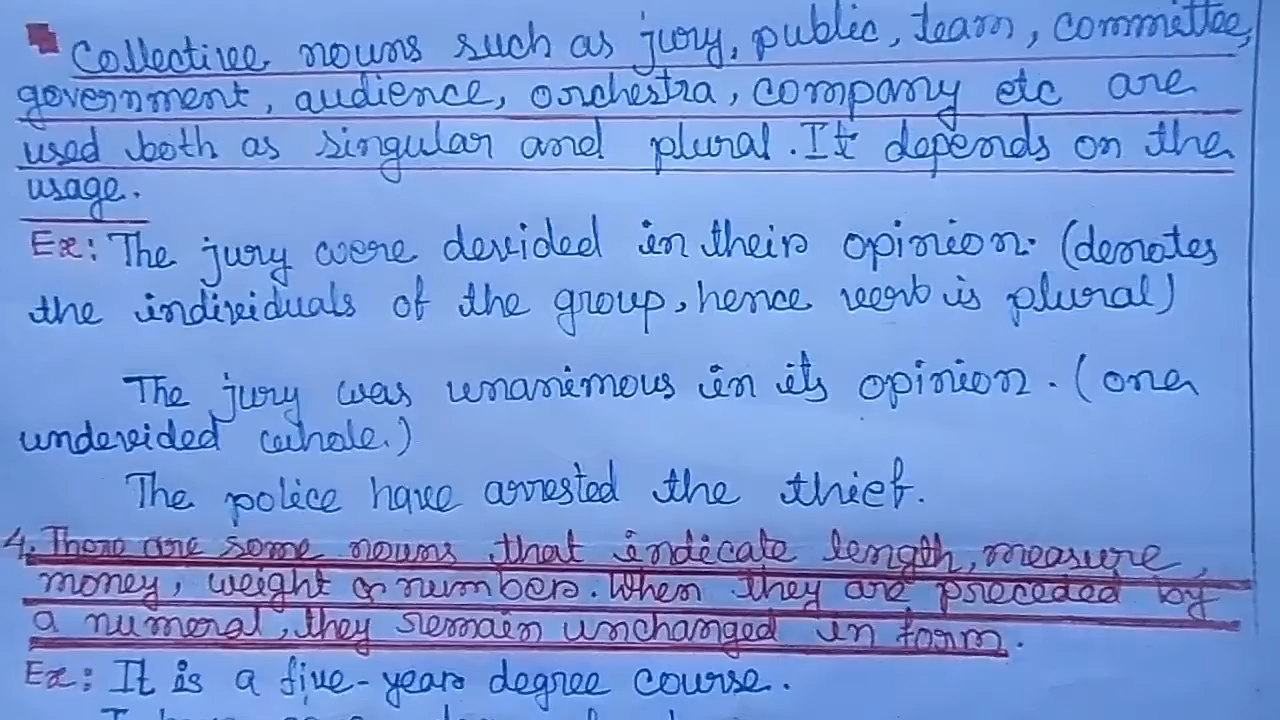 Collective nouns such as jury, public, team, committee,
government, audience, orchestra, company etc are
used both as singular and plural. It depends on the
usage.
Ex: The jury were devided in their opinion. (denotes
the individuals of the group, hence verb is plural)
The jury was unanimous in its opinion. (one
undevided whole.)
The police have arrested the thief.
4. There are some nouns that indicate length, measure,
money, weight or number. When they are preceded by
a numeral, they remain unchanged in form.
Ex: It is a five-year degree course.